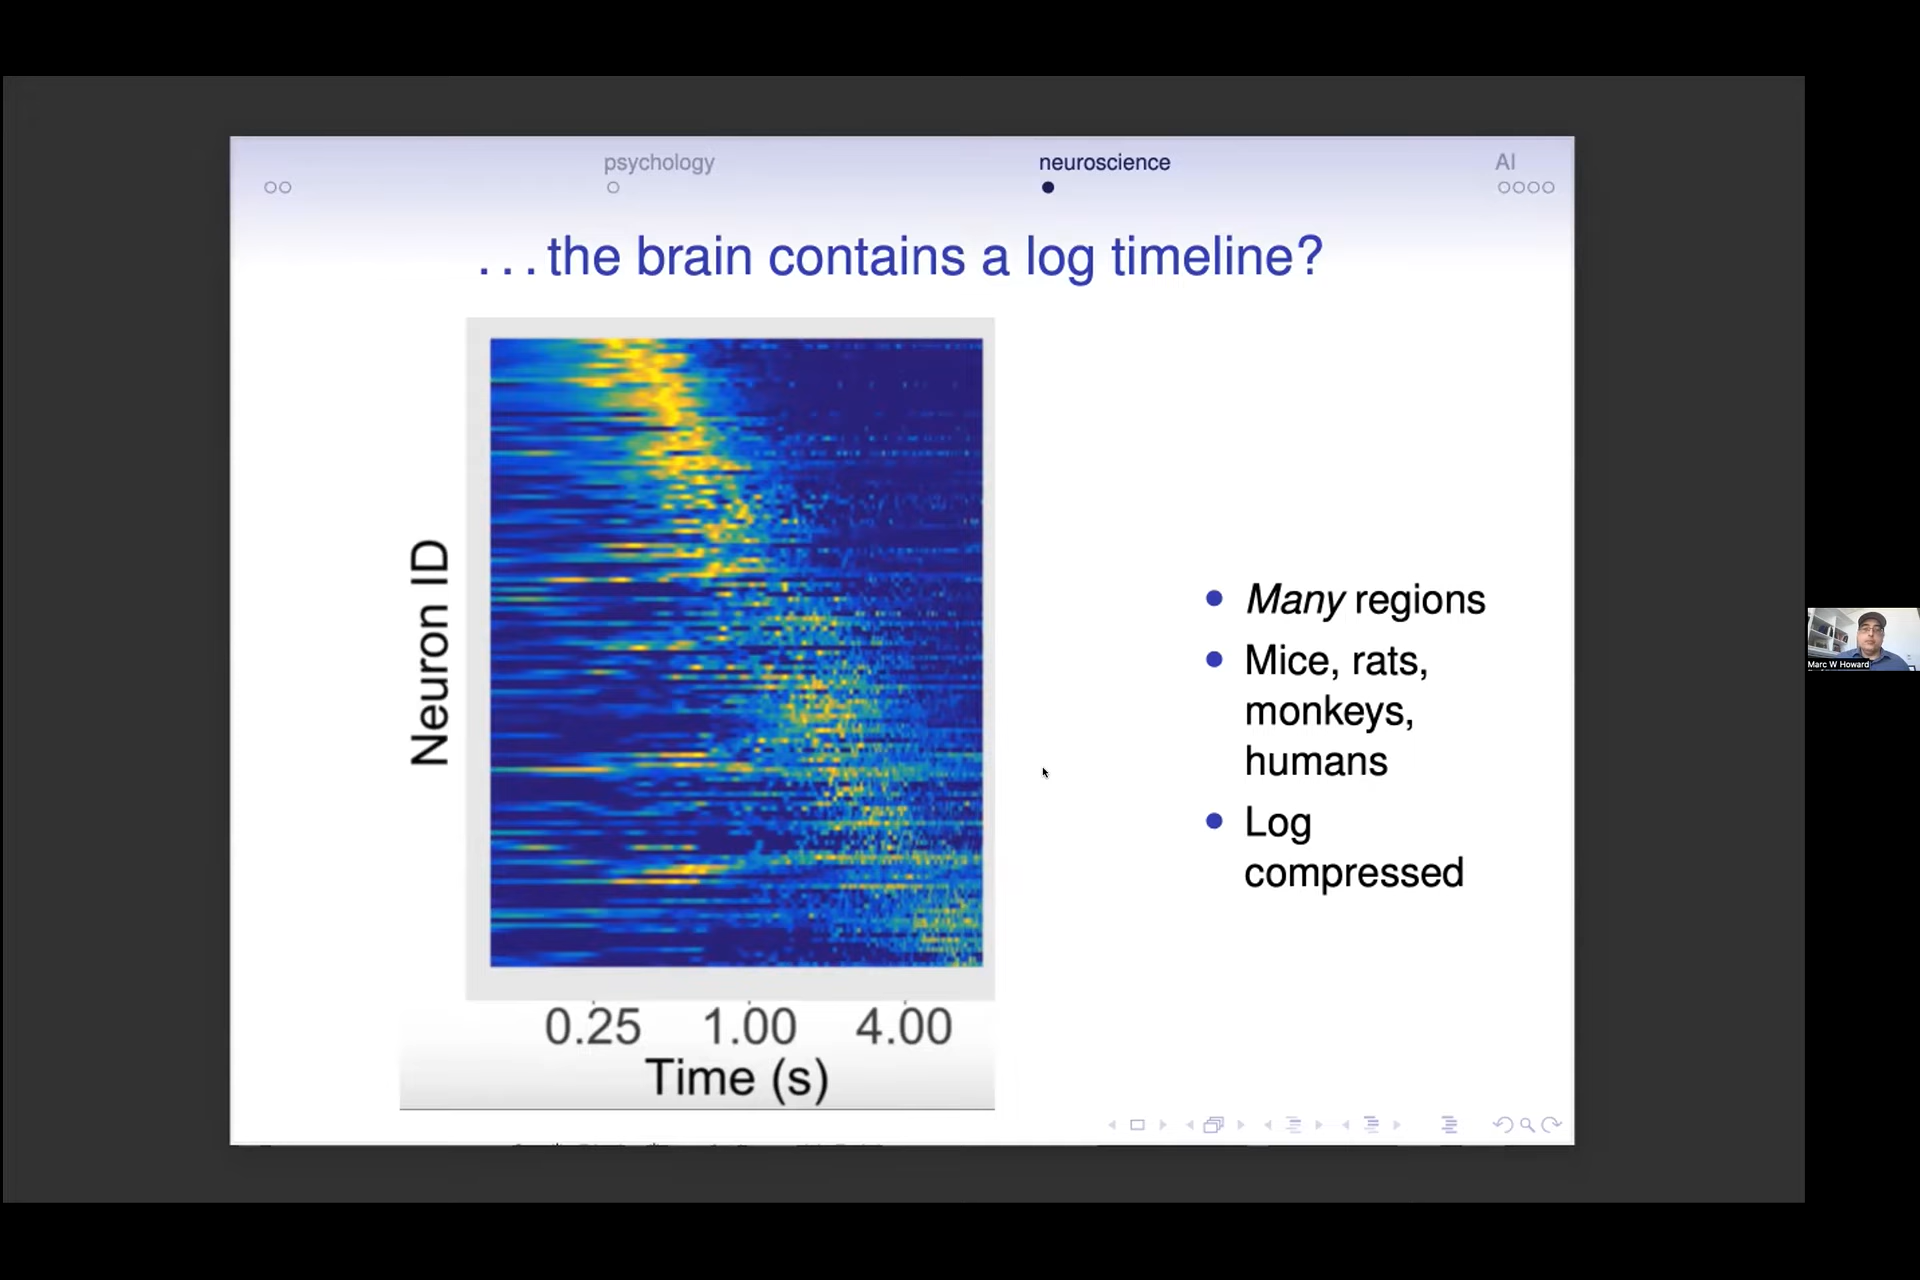 psychology
neuroscience
AI
...the brain contains a log timeline?
Neuron ID
0.25 1.00 4.00
Time (s)
Many regions
Mice, rats,
monkeys,
humans
Log
compressed
Marc W Howard